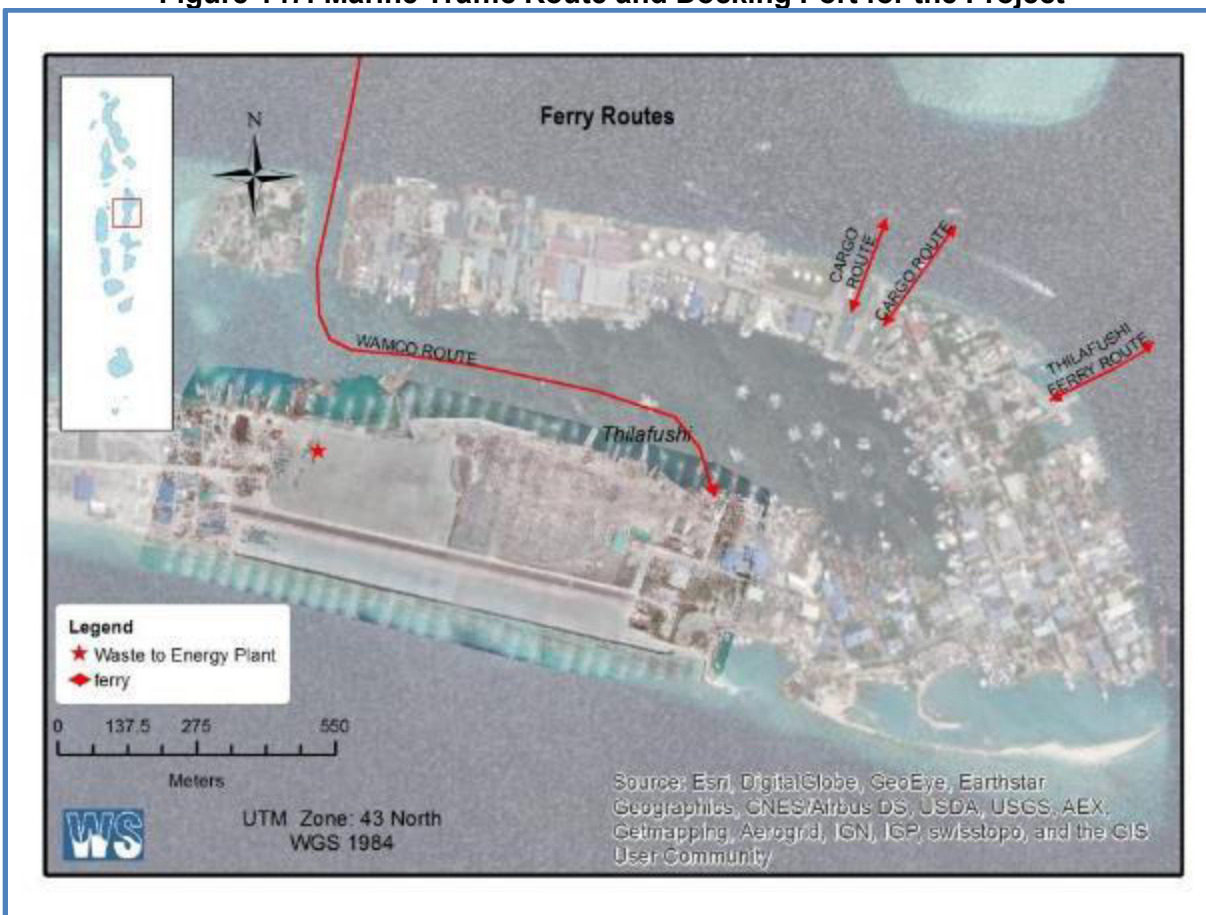 Ferry Routes
N
CARGO
ROUTE
CARGO ROUTE
THILAFUSHI
FERRY ROUTE
WAMCO ROUTE
Thilafushi
Legend
Waste to Energy Plant
ferry
0 137.5 275 550
Meters
WS
UTM Zone: 43 North
WGS 1984
Source: Esri, DigitalGlobe, GeoEye, Earthstar
Geographics, CNES/Airbus DS, USDA, USGS, AEX,
Getmapping, Aerogrid, IGN, IGP, swisstopo, and the GIS
User Community